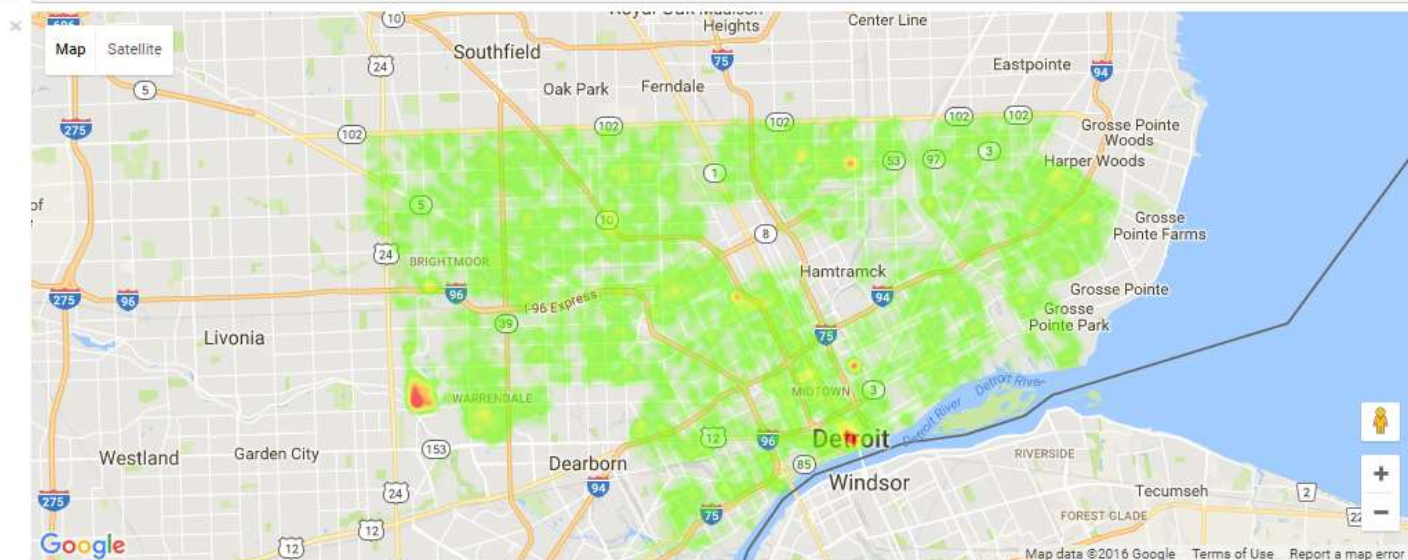 Royal Oak Madison Heights
Center Line
10
696
Map Satellite
Southfield
24
75
Eastpointe
94
5
Oak Park Ferndale
275
102
102
102
102
102
Grosse Pointe Woods
Harper Woods
53
97
3
1
of
5
10
Grosse Pointe Farms
8
24
BRIGHTMOOR
Hamtramck
275
96
96
I-96 Express
94
Grosse Pointe
39
Grosse Pointe Park
75
Livonia
Detroit River
MIDTOWN
3
WARRENDALE
Detroit River
12
96
Detroit
153
Westland
Garden City
Dearborn
85
RIVERSIDE
94
Windsor
24
275
75
Tecumseh
2
+
−
FOREST GLADE
22
12
12
Google
Map data ©2016 Google Terms of Use Report a map error